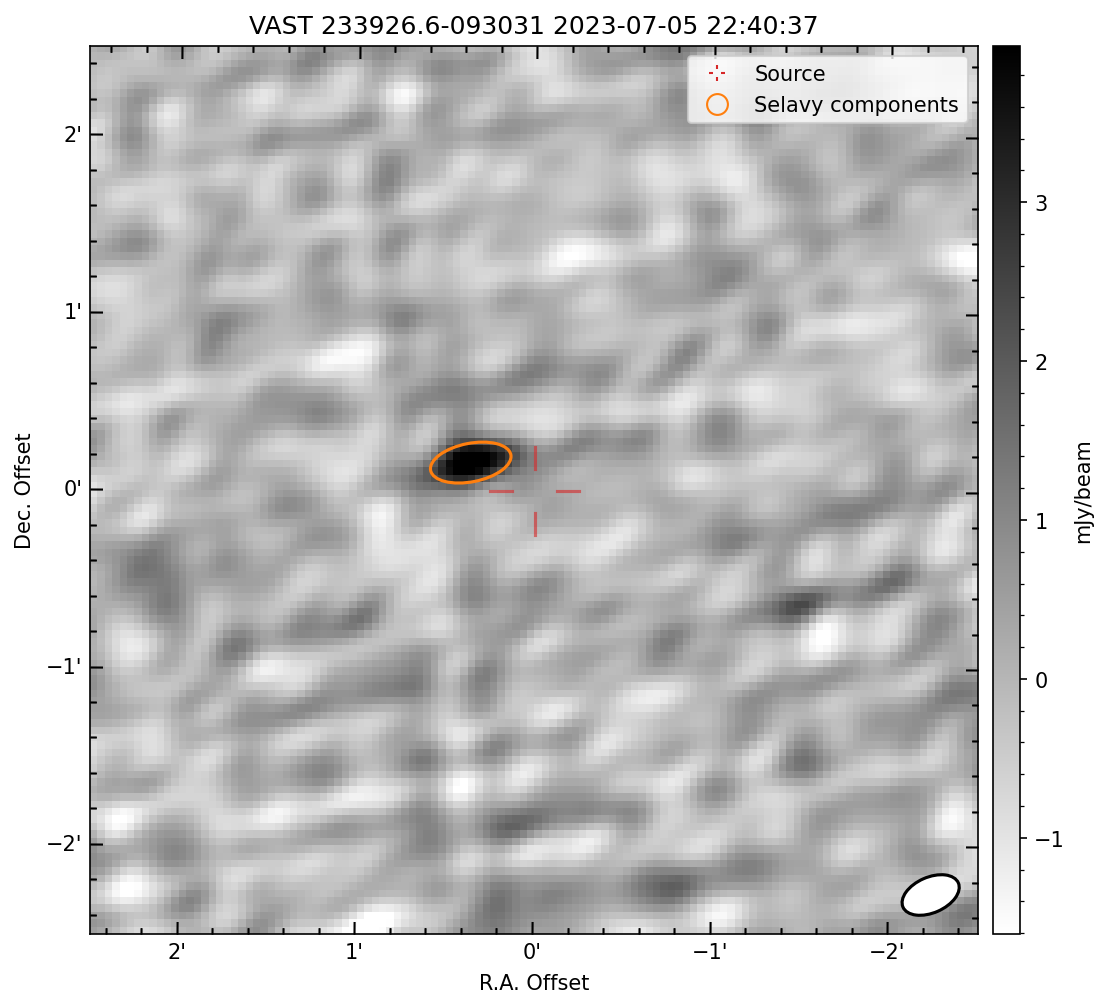 VAST 233926.6-093031 2023-07-05 22:40:37
Source
Selavy components
2'
1'
0'
−1'
−2'
Dec. Offset
2'
1'
0'
−1'
−2'
R.A. Offset
3
2
1
0
−1
mJy/beam